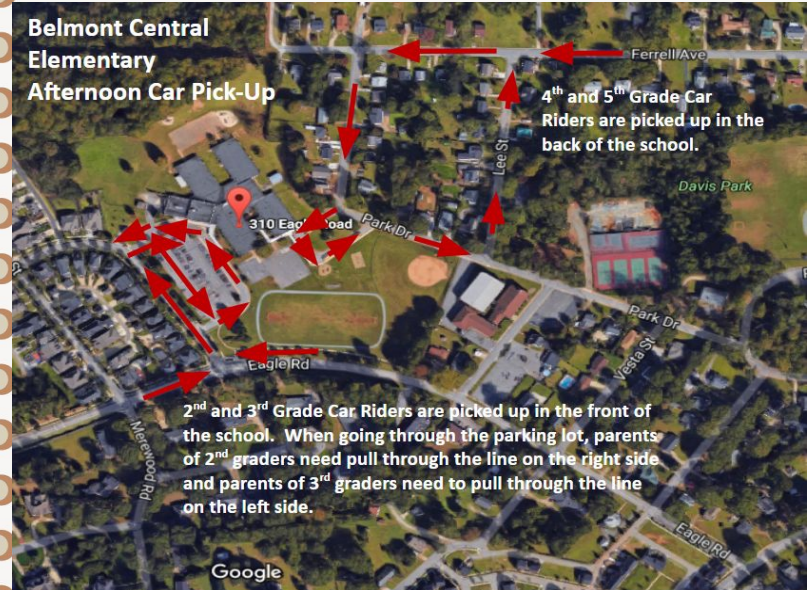 Belmont Central
Elementary
Afternoon Car Pick-Up
Ferrell Ave
4th and 5th Grade Car
Riders are picked up in the
back of the school.
Lee St
Davis Park
310 Eagle Road
Park Dr
Park Dr
Vesta St
Eagle Rd
2nd and 3rd Grade Car Riders are picked up in the front of
the school. When going through the parking lot, parents
of 2nd graders need pull through the line on the right side
and parents of 3rd graders need to pull through the line
on the left side.
Merewood Rd
Eagle Rd
Google